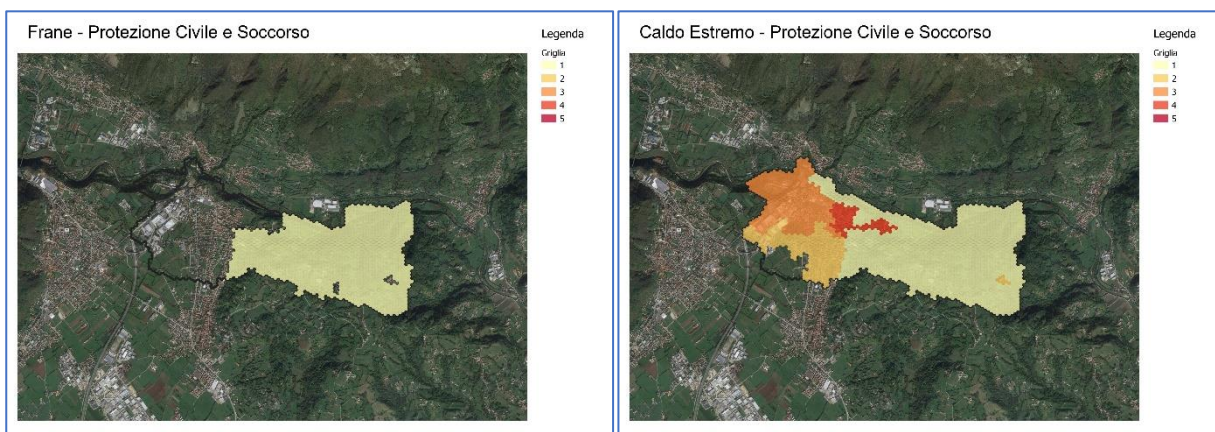 Frane - Protezione Civile e Soccorso
Legenda
Griglia
1
2
3
4
5
Caldo Estremo - Protezione Civile e Soccorso
Legenda
Griglia
1
2
3
4
5